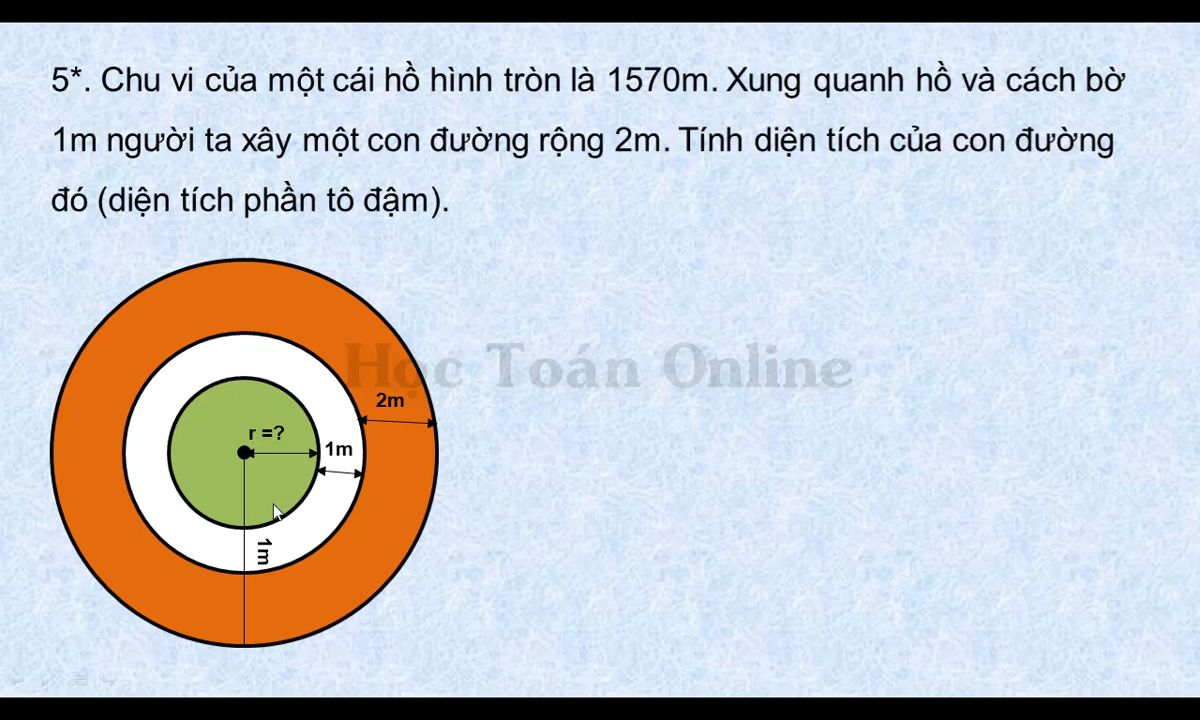 5*. Chu vi của một cái hồ hình tròn là 1570m. Xung quanh hồ và cách bờ
1m người ta xây một con đường rộng 2m. Tính diện tích của con đường
đó (diện tích phần tô đậm).
Học Toán Online
2m
r =?
1m
1m